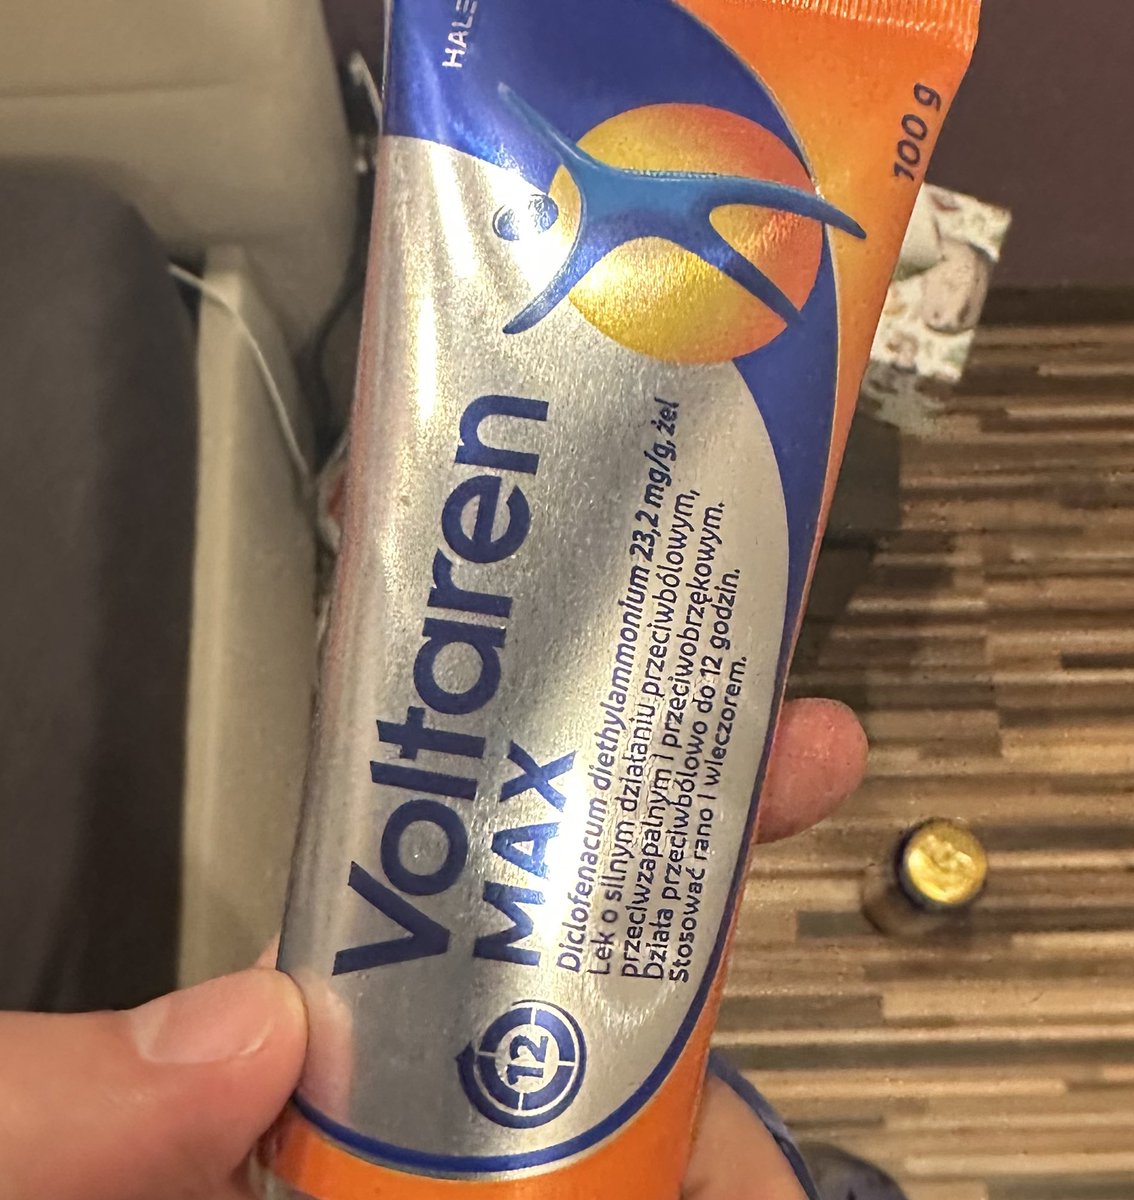 HALE
100 g
Voltaren
MAX
12
Diclofenacum diethylammonium 23,2 mg/g, żel
Lek o silnym działaniu przeciwbólowym,
przeciwzapalnym i przeciwobrzękowym.
Działa przeciwbólowo do 12 godzin.
Stosować rano i wieczorem.